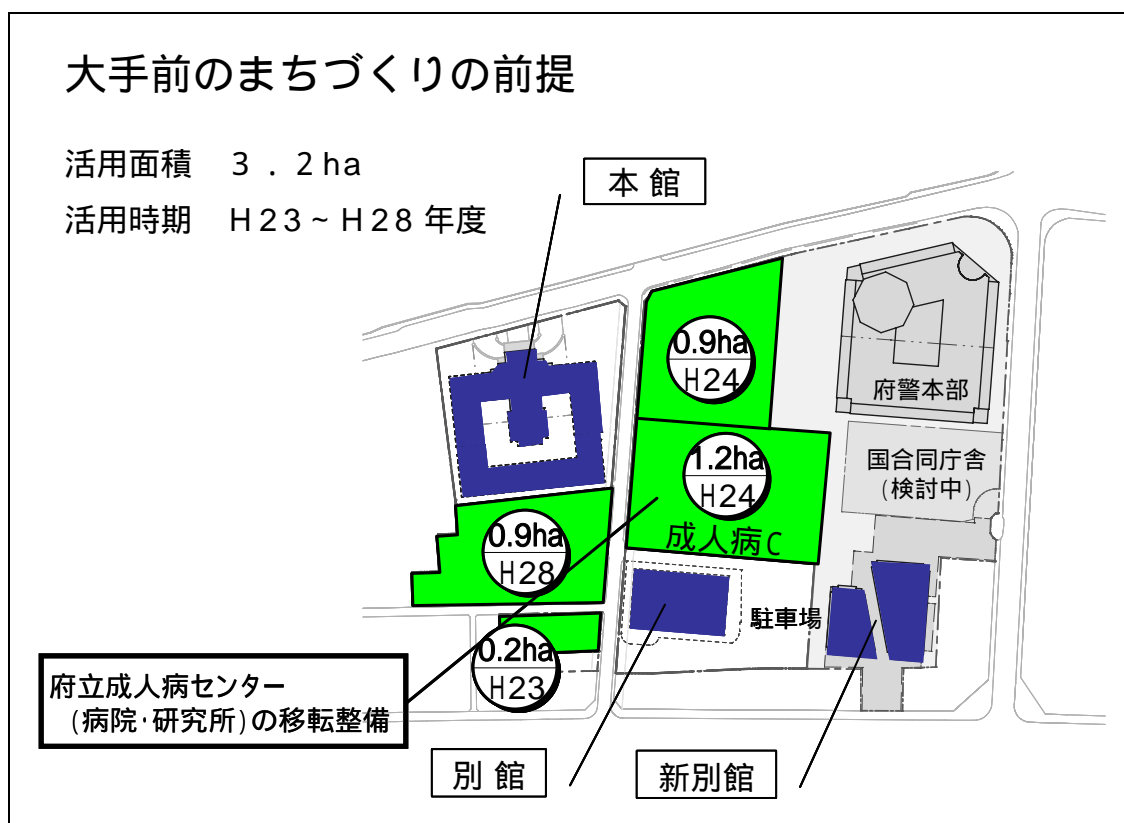 大手前のまちづくりの前提
活用面積　３．２ha
活用時期　H23~H28年度
本館
0.9ha
H24
府警本部
1.2ha
H24
成人病C
国合同庁舎
(検討中)
0.9ha
H28
駐車場
0.2ha
H23
府立成人病センター
(病院･研究所)の移転整備
別館
新別館